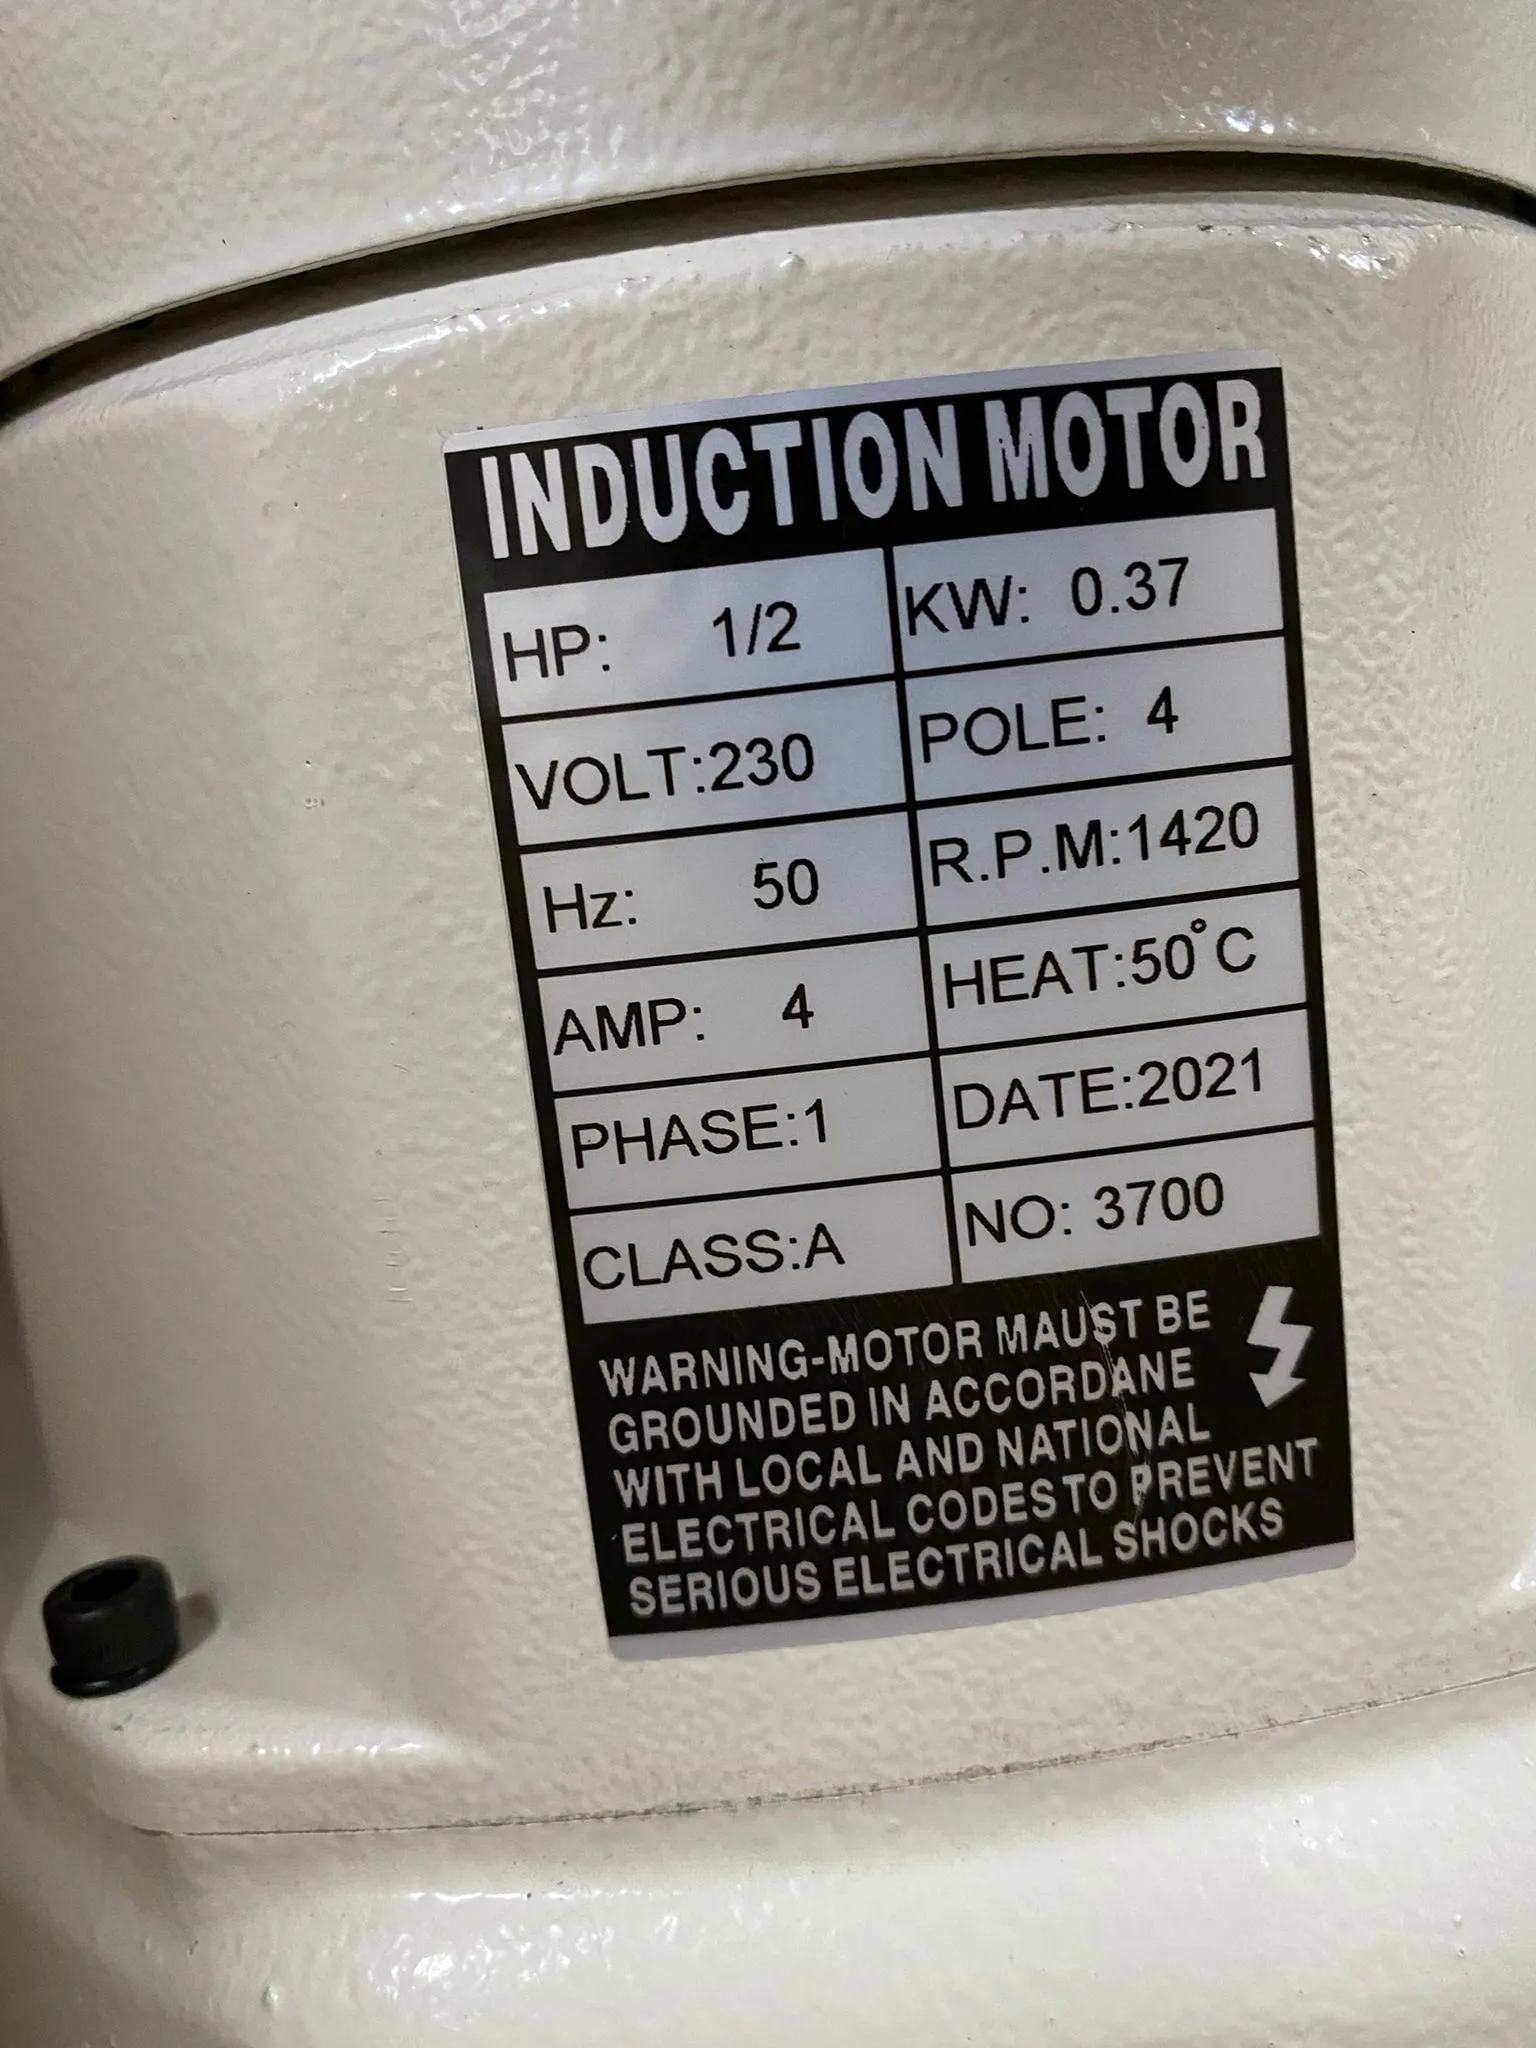 INDUCTION MOTOR
HP: 1/2 KW: 0.37
VOLT:230 POLE: 4
Hz: 50 R.P.M:1420
AMP: 4 HEAT:50°C
PHASE:1 DATE:2021
CLASS:A NO: 3700
WARNING-MOTOR MAUST BE
GROUNDED IN ACCORDANE
WITH LOCAL AND NATIONAL
ELECTRICAL CODES TO PREVENT
SERIOUS ELECTRICAL SHOCKS